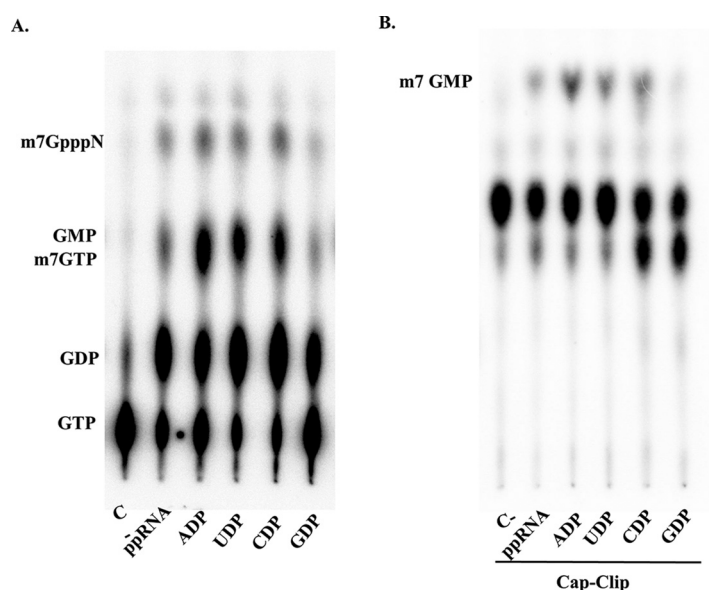 A.
m7GpppN
GMP
m7GTP
GDP
GTP
C
-
ppRNA
ADP
UDP
CDP
GDP
B.
m7 GMP
C-
ppRNA
ADP
UDP
CDP
GDP
Cap-Clip